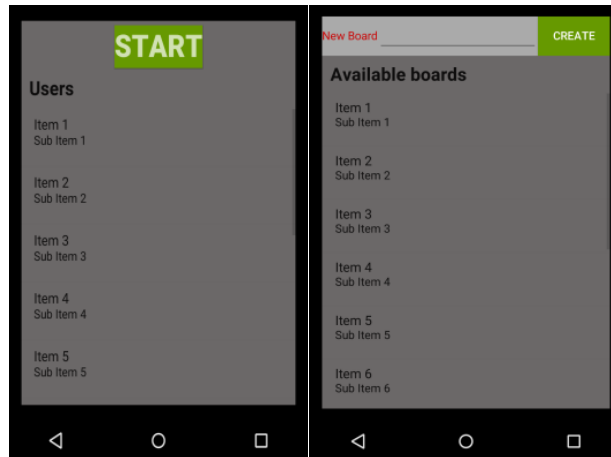 START
Users
Item 1
Sub Item 1
Item 2
Sub Item 2
Item 3
Sub Item 3
Item 4
Sub Item 4
Item 5
Sub Item 5
New Board CREATE
Available boards
Item 1
Sub Item 1
Item 2
Sub Item 2
Item 3
Sub Item 3
Item 4
Sub Item 4
Item 5
Sub Item 5
Item 6
Sub Item 6